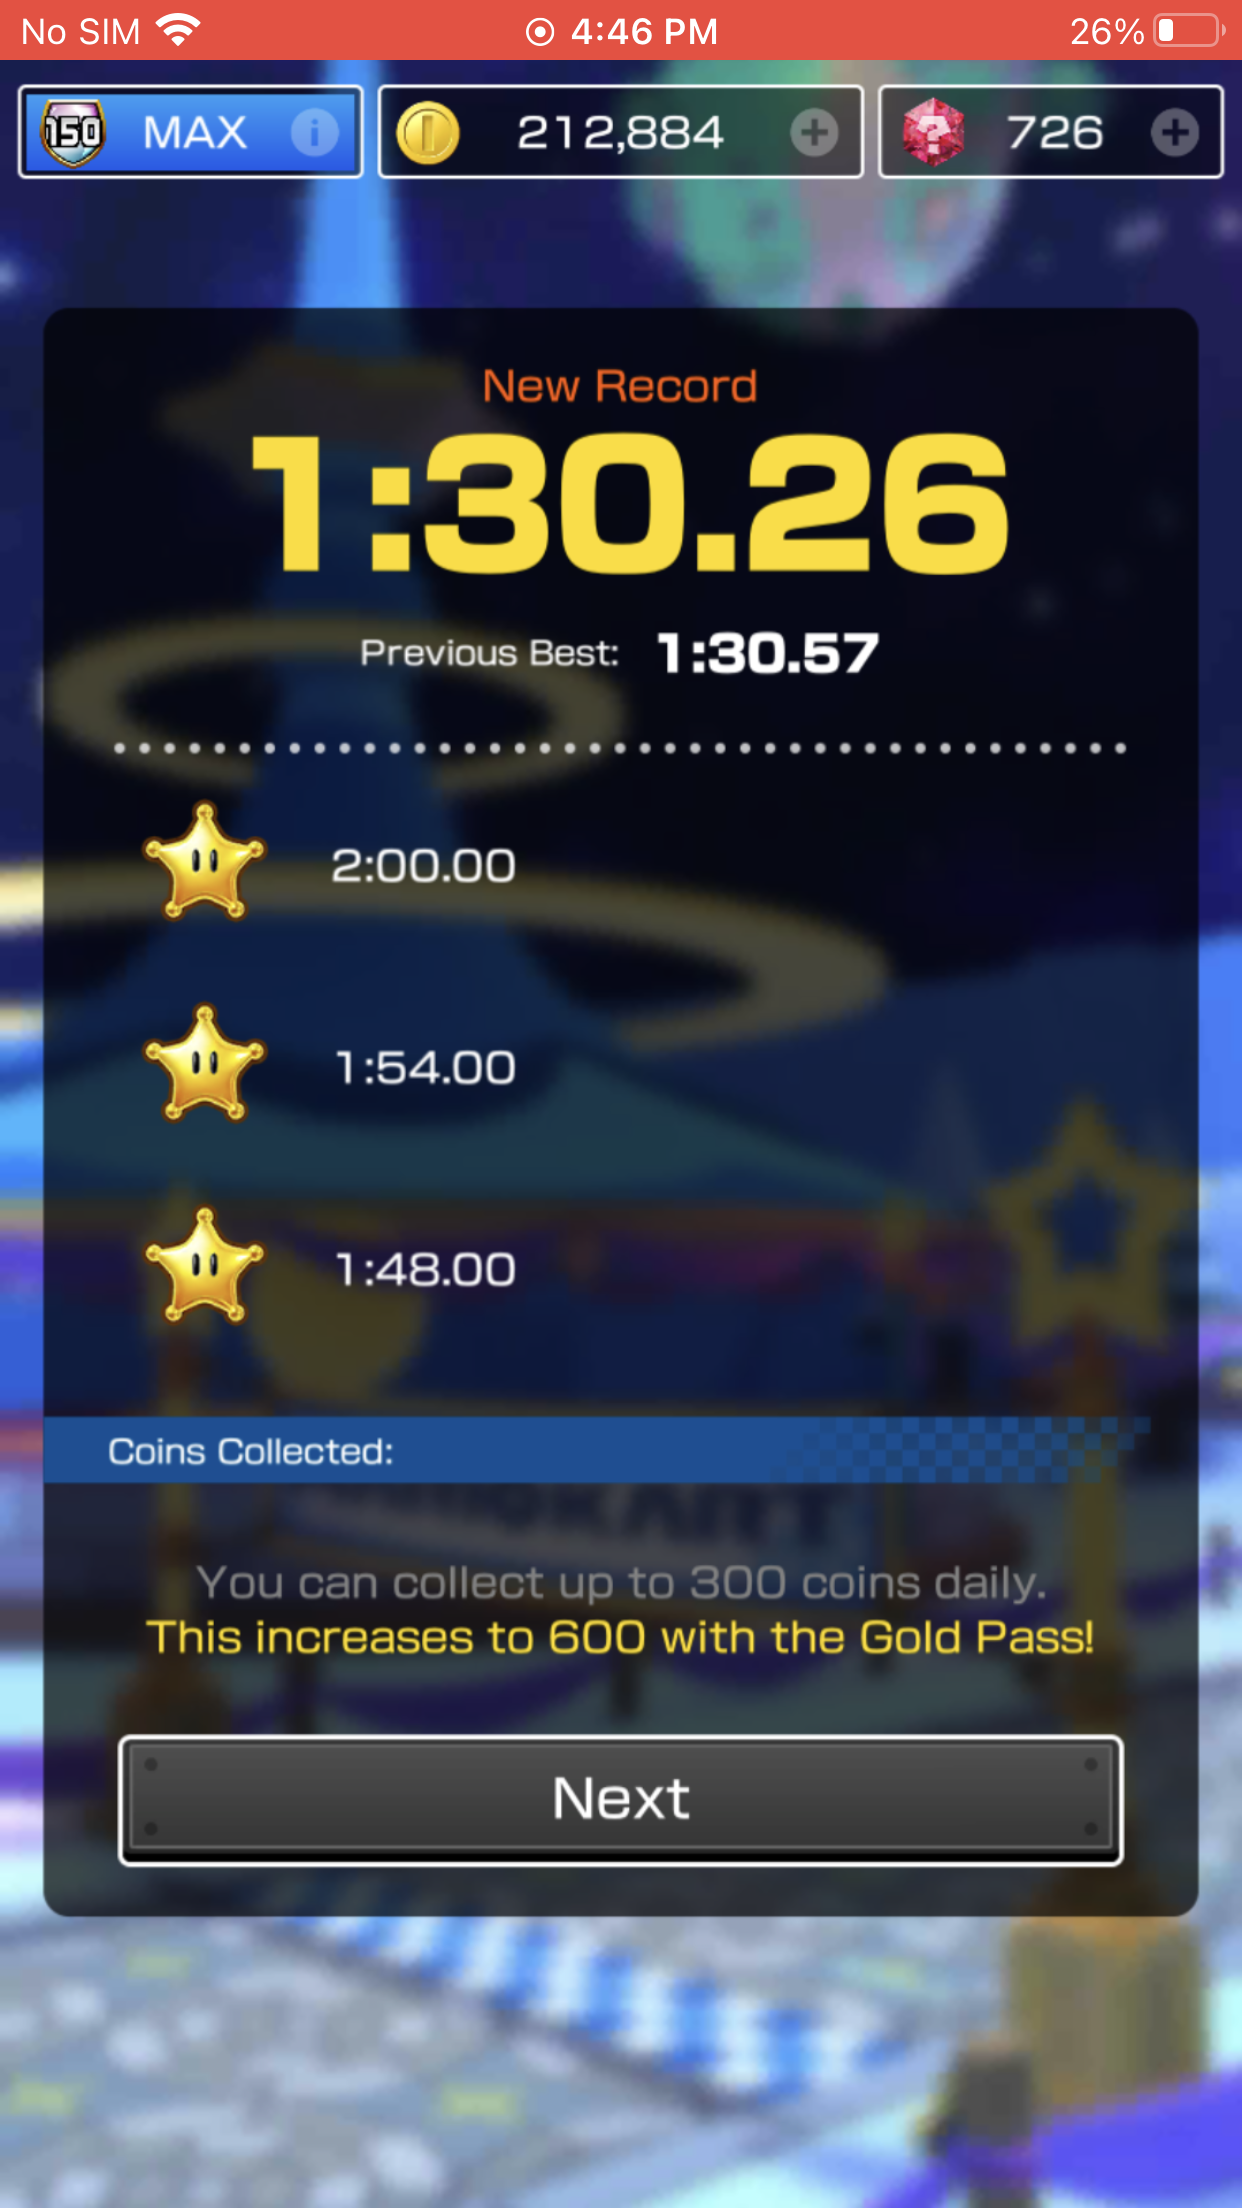 No SIM 4:46 PM 26%
150 MAX i 212,884 + ? 726 +
New Record
1:30.26
Previous Best: 1:30.57
2:00.00
1:54.00
1:48.00
Coins Collected:
You can collect up to 300 coins daily.
This increases to 600 with the Gold Pass!
Next